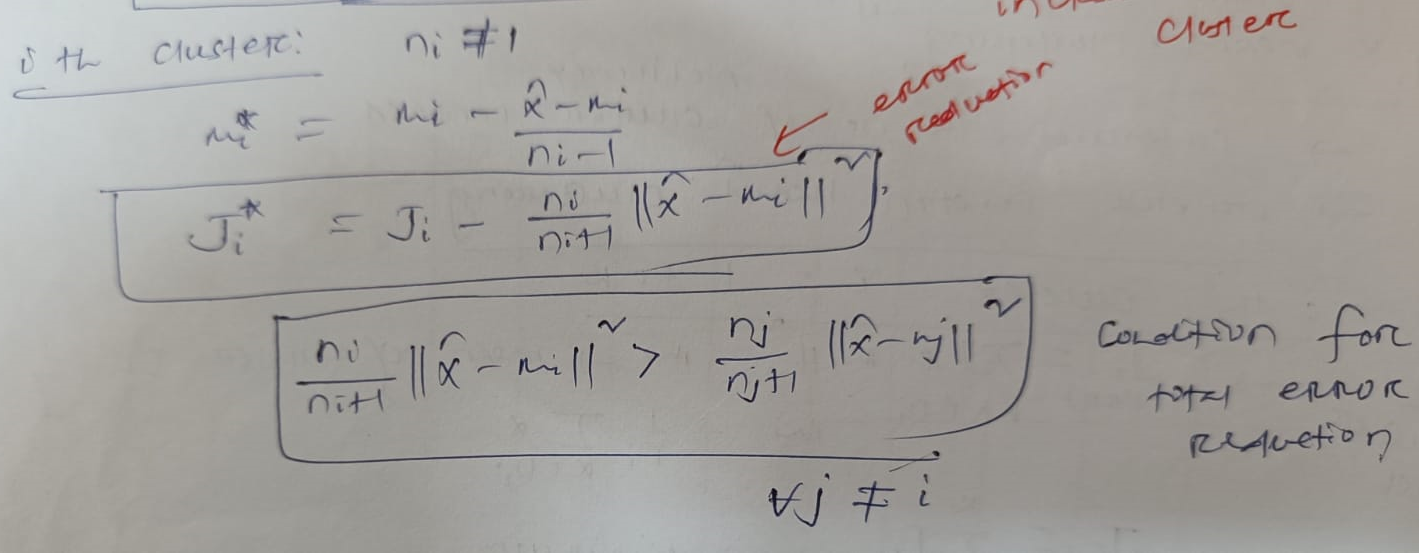 cluster
i th cluster: ni ≠ 1
error reduction
mi* = mi - (x̂ - mi)/(ni-1)
Ji* = Ji - ni/(ni+1) ||x̂ - mi||²,
ni/(ni+1) ||x̂ - mi||² > nj/(nj+1) ||x̂ - nj||²
Condition for
total error
reduction
∀j ≠ i